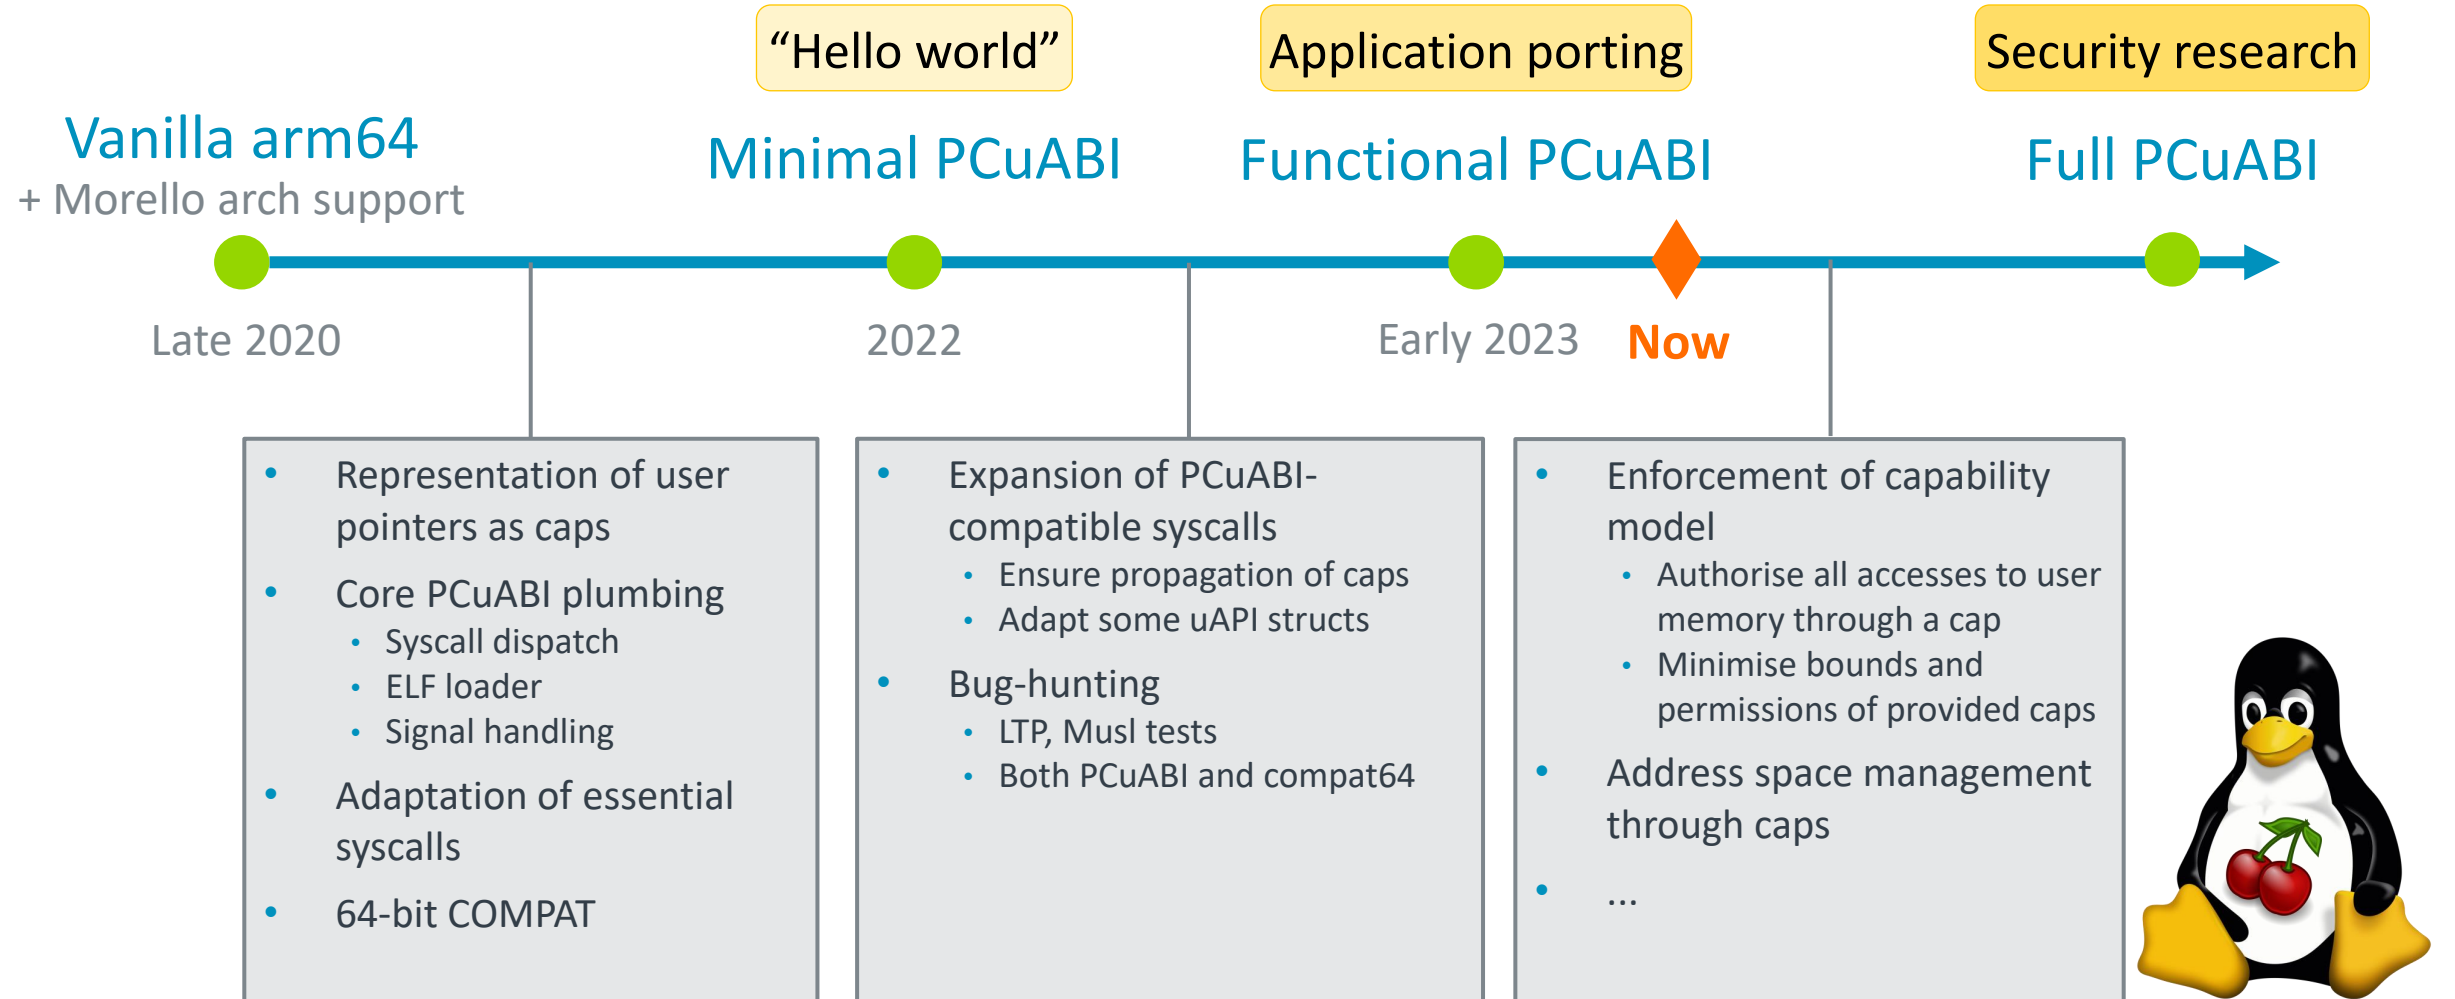 “Hello world”
Application porting
Security research
Vanilla arm64
+ Morello arch support
Minimal PCuABI
Functional PCuABI
Full PCuABI
Late 2020
2022
Early 2023
Now
• Representation of user
pointers as caps
• Core PCuABI plumbing
• Syscall dispatch
• ELF loader
• Signal handling
• Adaptation of essential
syscalls
• 64-bit COMPAT
• Expansion of PCuABI-
compatible syscalls
• Ensure propagation of caps
• Adapt some uAPI structs
• Bug-hunting
• LTP, Musl tests
• Both PCuABI and compat64
• Enforcement of capability
model
• Authorise all accesses to user
memory through a cap
• Minimise bounds and
permissions of provided caps
• Address space management
through caps
• ...